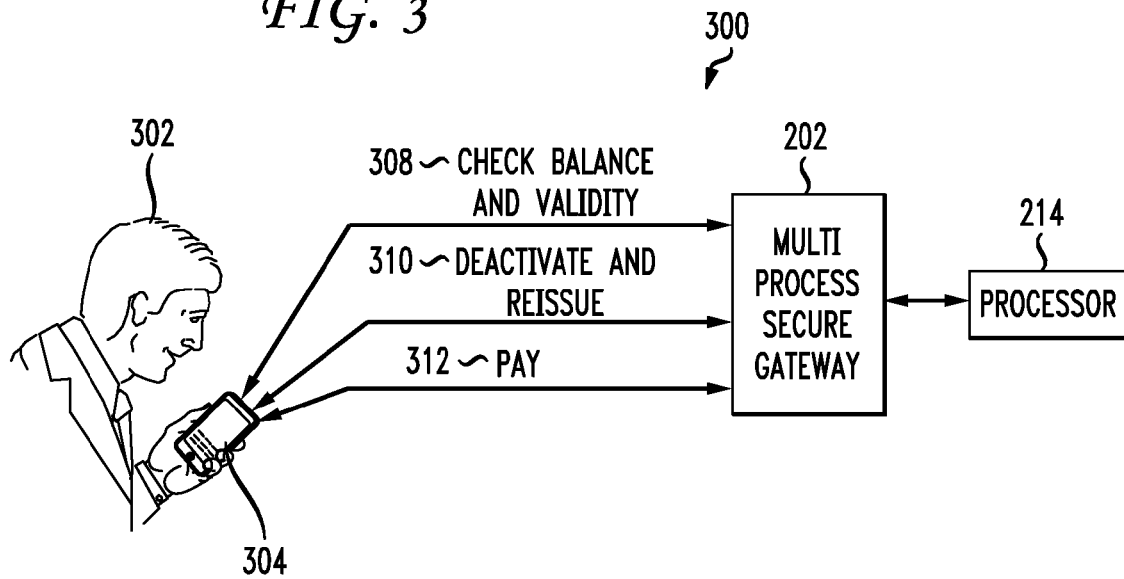 FIG. 3
300
302
308 CHECK BALANCE
AND VALIDITY
310 DEACTIVATE AND
REISSUE
312 PAY
202
MULTI
PROCESS
SECURE
GATEWAY
214
PROCESSOR
304